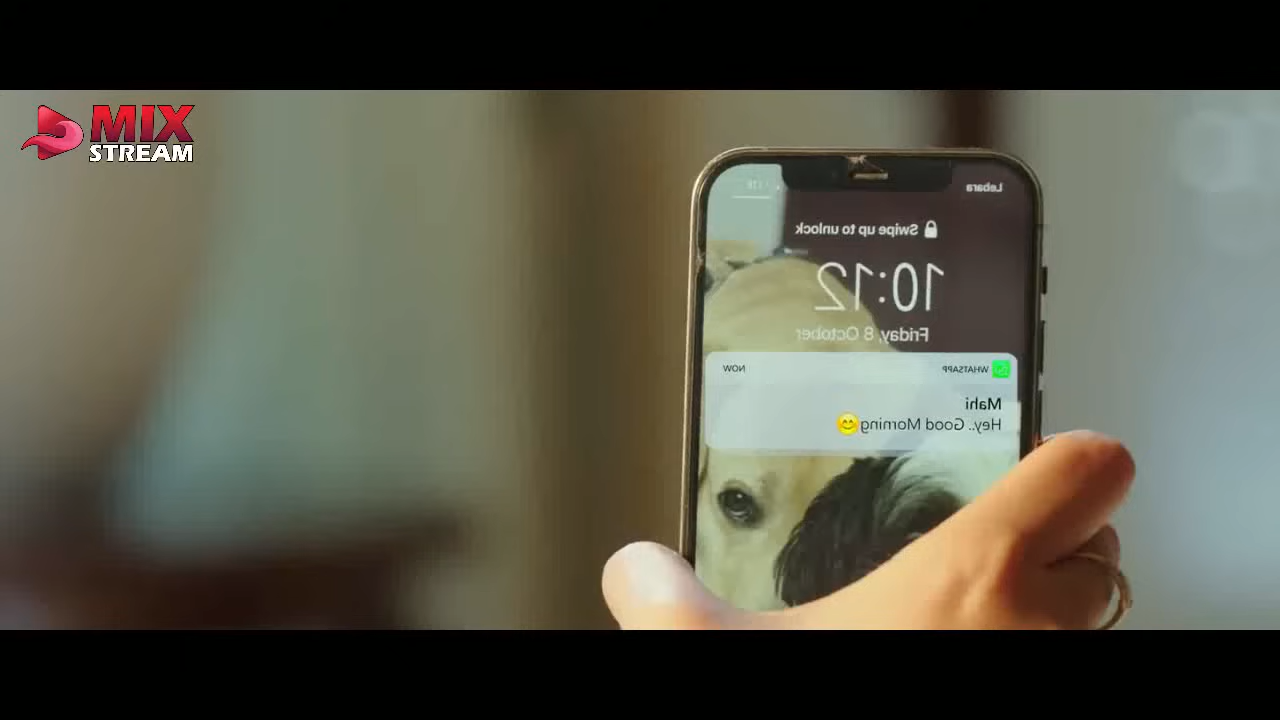 MIX
STREAM
Lebara
Swipe up to unlock
10:12
Friday, 8 October
WHATSAPP
NOW
Mahi
Hey.. Good Morning😊